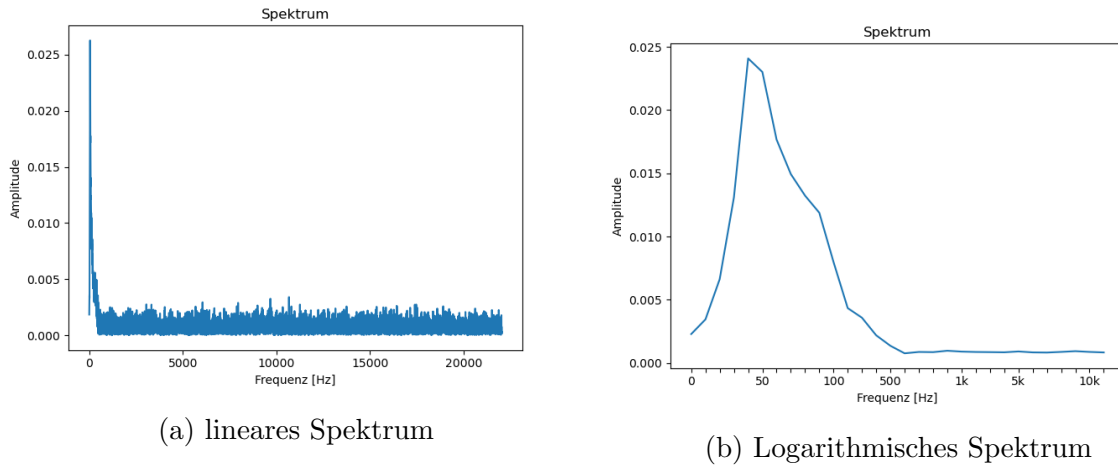 Spektrum
0.025
0.020
0.015
0.010
0.005
0.000
Amplitude
0 5000 10000 15000 20000
Frequenz [Hz]
(a) lineares Spektrum
Spektrum
0.025
0.020
0.015
0.010
0.005
0.000
Amplitude
0 50 100 500 1k 5k 10k
Frequenz [Hz]
(b) Logarithmisches Spektrum